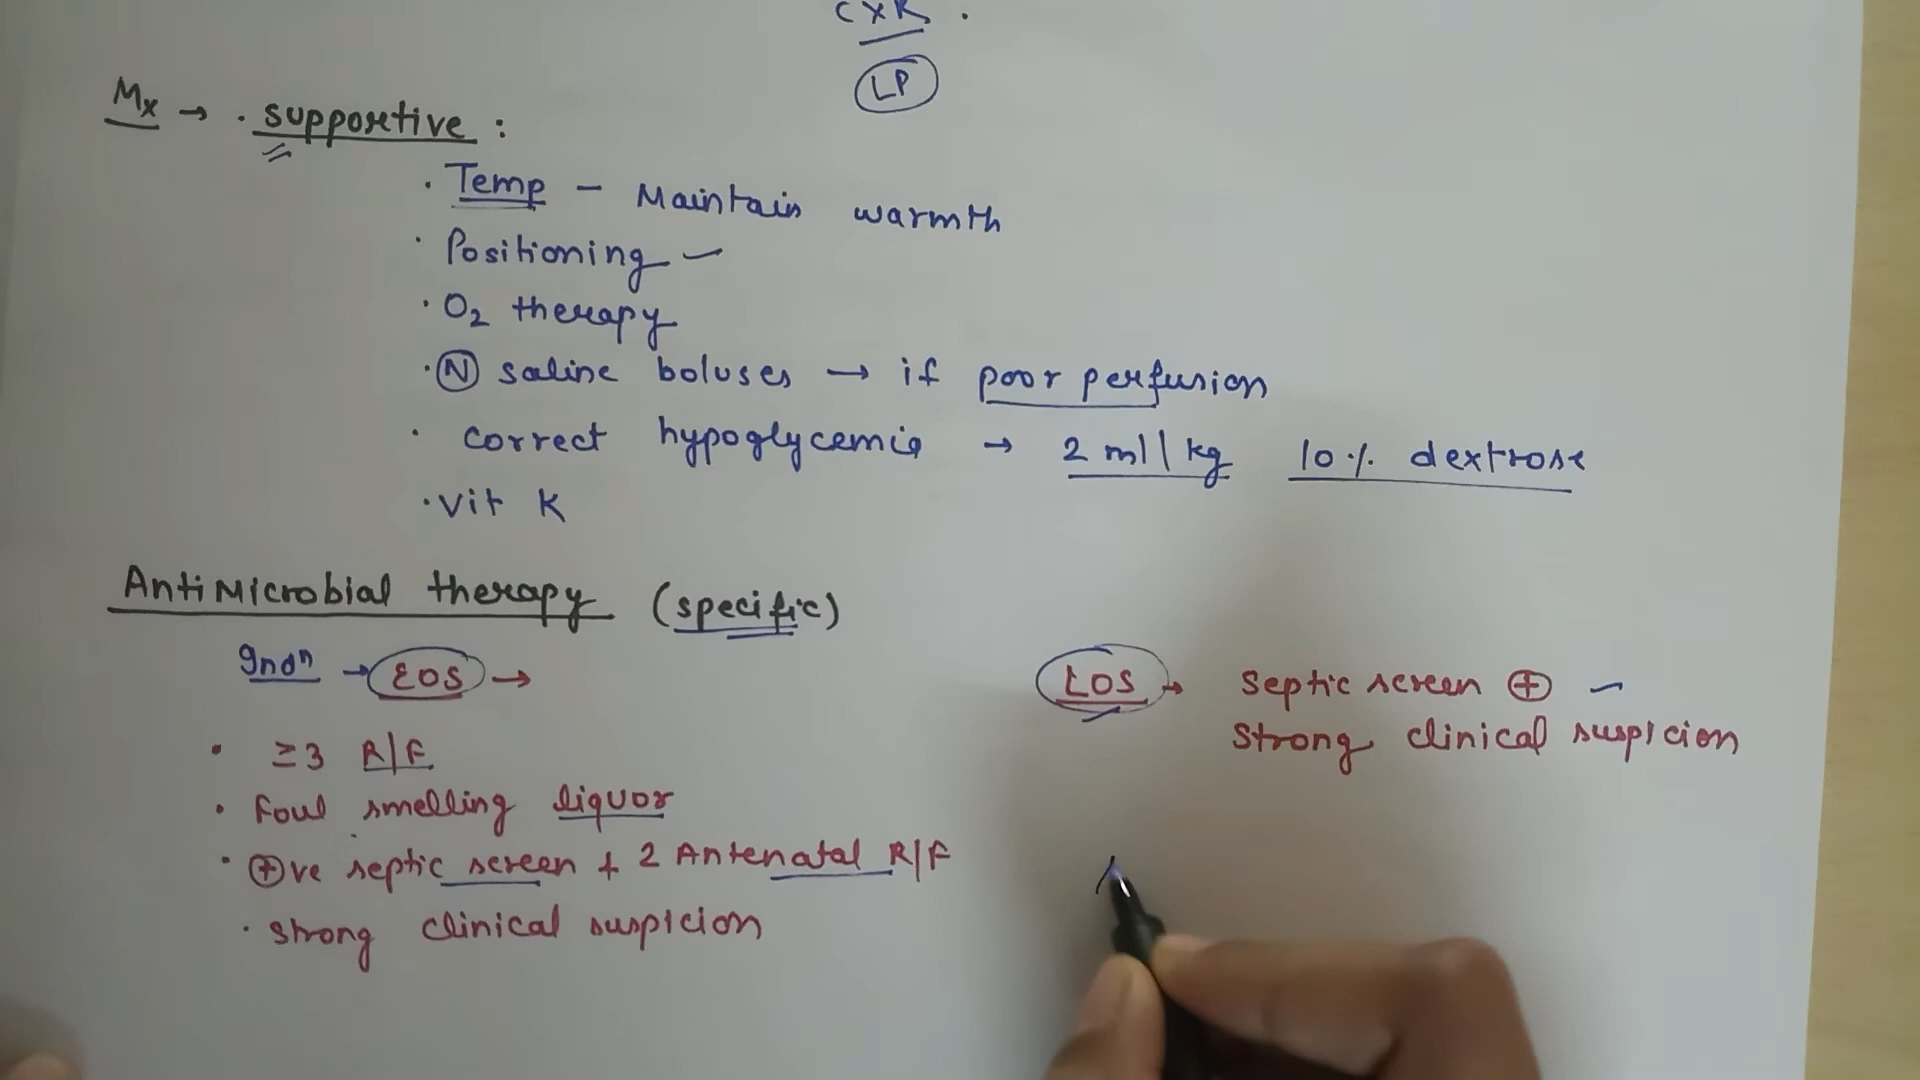 CXR.
LP
Mx → . supportive :
. Temp - Maintain warmth
. Positioning -
. O₂ therapy
. Ⓝ saline boluses → if poor perfusion
. correct hypoglycemia → 2 ml/kg 10% dextrose
. Vit K
AntiMicrobial therapy (specific)
Indⁿ → EOS →
. ≥3 R/F
. Foul smelling liquor
. ⊕ve septic screen + 2 Antenatal R/F
. strong clinical suspicion
LOS → Septic screen ⊕ -
Strong clinical suspicion